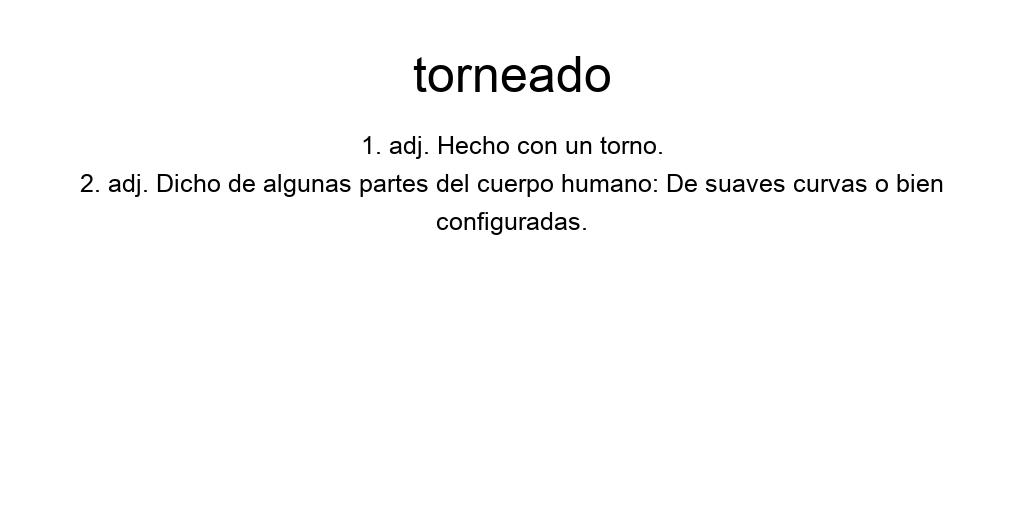 torneado
1. adj. Hecho con un torno.
2. adj. Dicho de algunas partes del cuerpo humano: De suaves curvas o bien
configuradas.